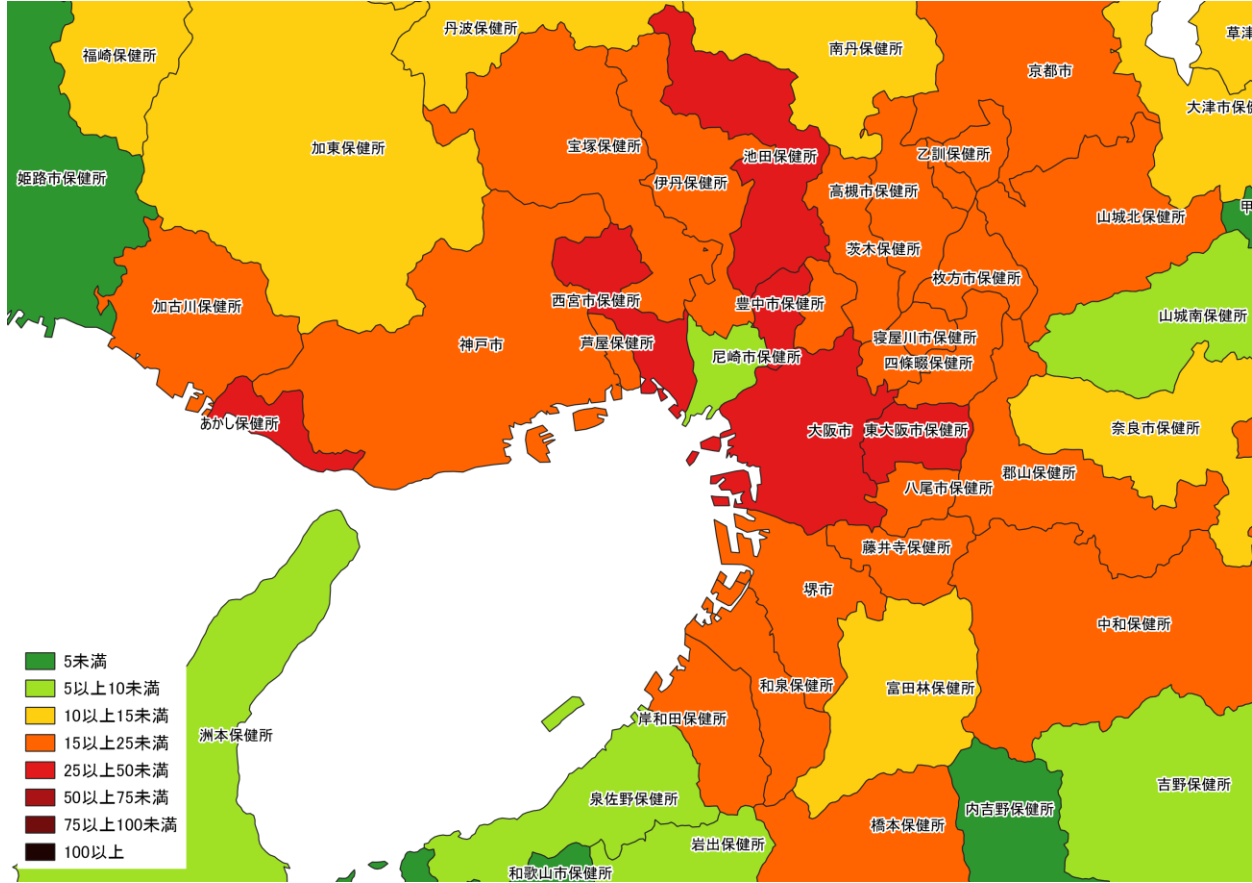 丹波保健所
南丹保健所
草津
福崎保健所
京都市
大津市保健
加東保健所
宝塚保健所
池田保健所
乙訓保健所
姫路市保健所
伊丹保健所
高槻市保健所
甲
山城北保健所
茨木保健所
枚方市保健所
加古川保健所
西宮市保健所
豊中市保健所
山城南保健所
神戸市
芦屋保健所
尼崎市保健所
寝屋川市保健所
四條畷保健所
あかし保健所
大阪市
東大阪市保健所
奈良市保健所
八尾市保健所
郡山保健所
藤井寺保健所
堺市
中和保健所
和泉保健所
富田林保健所
岸和田保健所
洲本保健所
泉佐野保健所
吉野保健所
内吉野保健所
橋本保健所
岩出保健所
和歌山市保健所
5未満
5以上10未満
10以上15未満
15以上25未満
25以上50未満
50以上75未満
75以上100未満
100以上